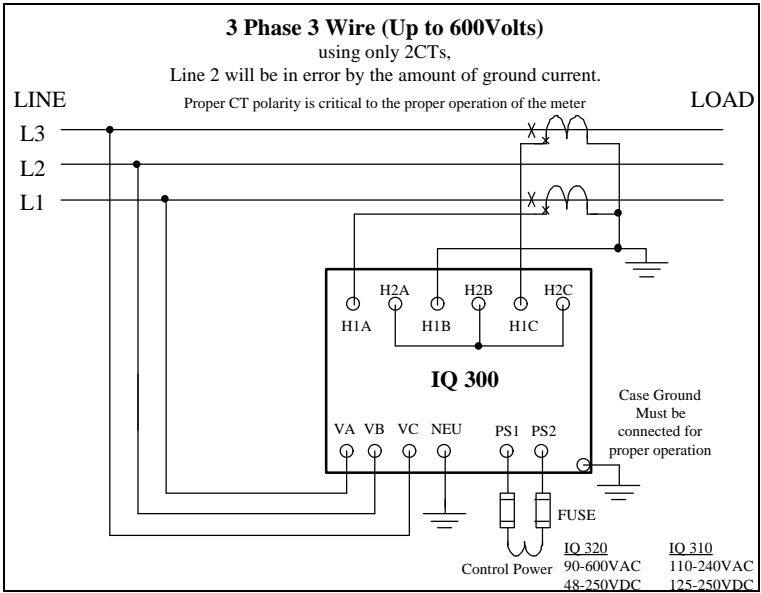 3 Phase 3 Wire (Up to 600Volts)
using only 2CTs,
Line 2 will be in error by the amount of ground current.
LINE
Proper CT polarity is critical to the proper operation of the meter
LOAD
L3
L2
L1
H2A
H2B
H2C
H1A
H1B
H1C
IQ 300
Case Ground
Must be
connected for
proper operation
VA
VB
VC
NEU
PS1
PS2
FUSE
Control Power
IQ 320
90-600VAC
48-250VDC
IQ 310
110-240VAC
125-250VDC